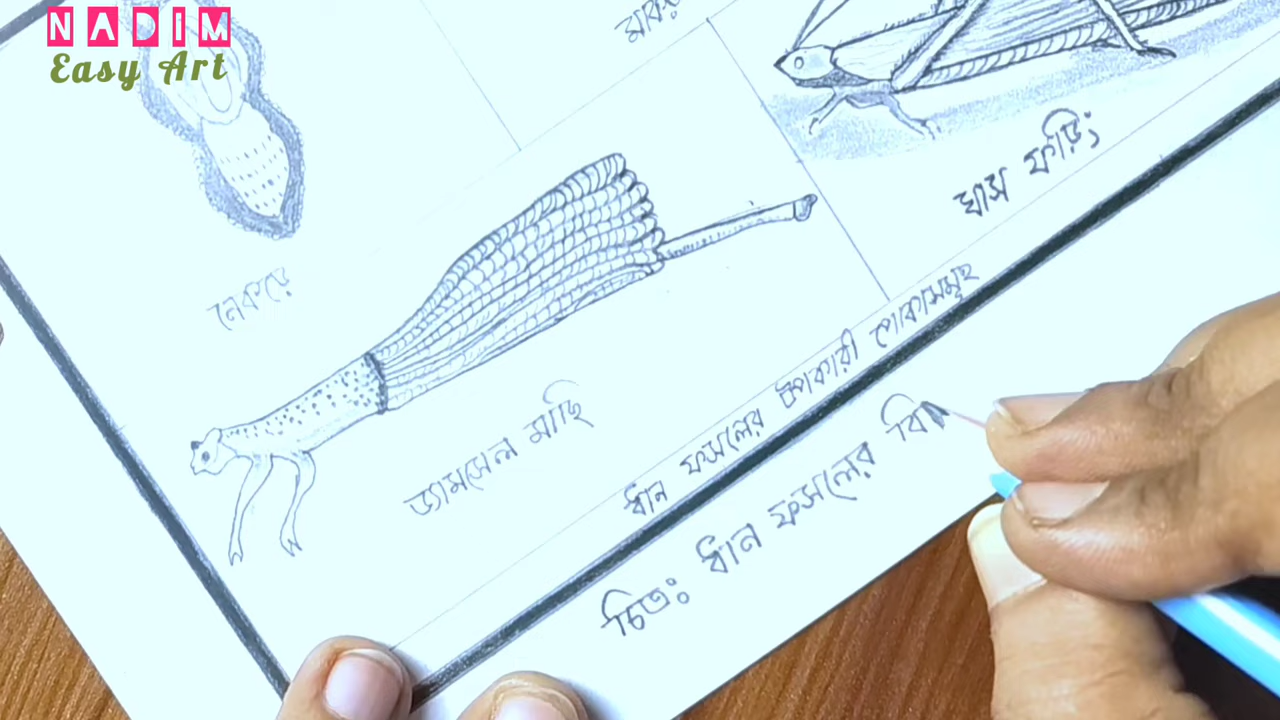 NADIM
Easy Art
ঘাস ফড়িং
নেকড়ে
ড্যামসেল মাছি
ধান ফসলের উপকারী পোকাসমূহ
চিত্র: ধান ফসলের বি